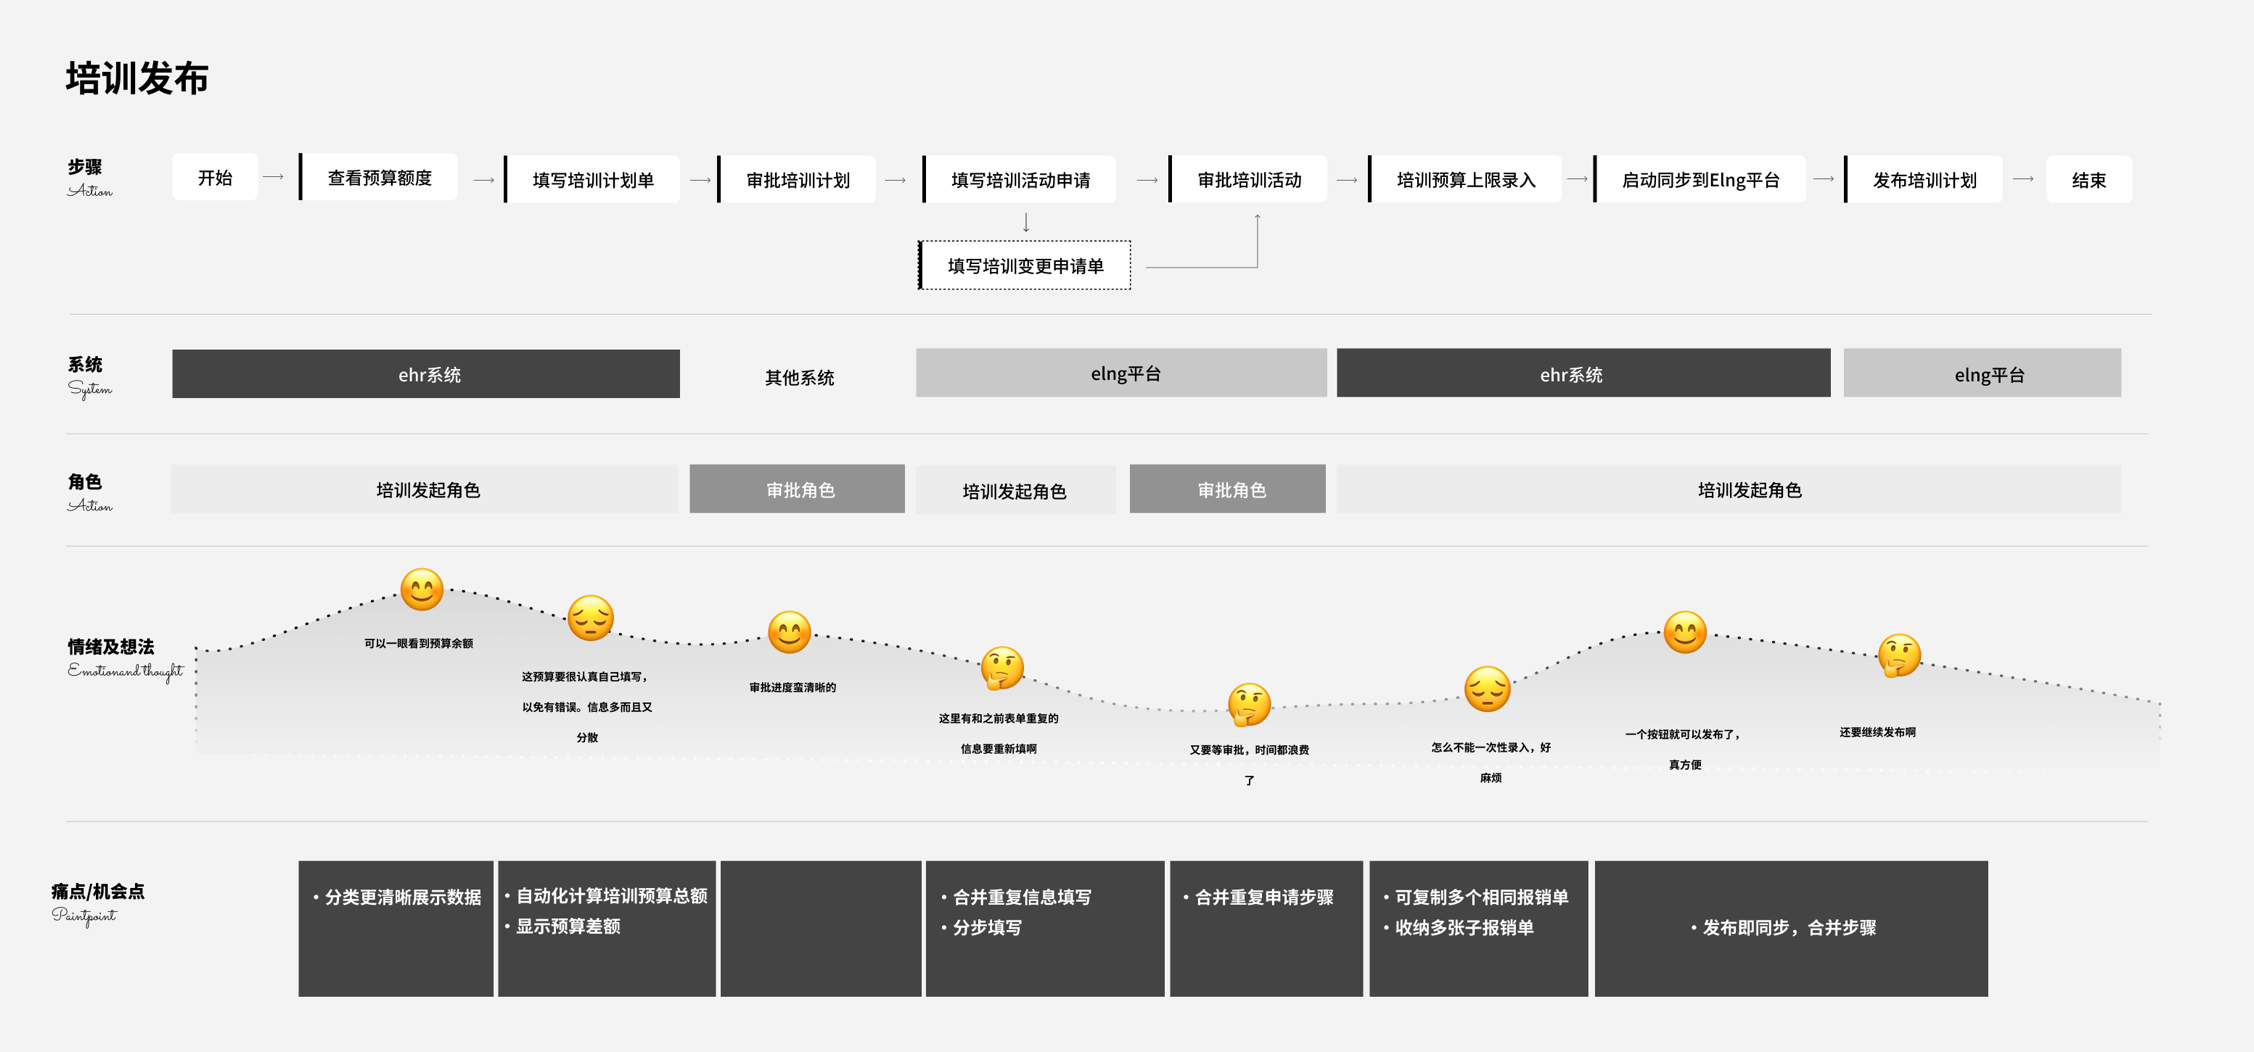 培训发布
步骤
Action
开始
查看预算额度
填写培训计划单
审批培训计划
填写培训活动申请
审批培训活动
培训预算上限录入
启动同步到Elng平台
发布培训计划
结束
填写培训变更申请单
系统
System
ehr系统
其他系统
elng平台
ehr系统
elng平台
角色
Action
培训发起角色
审批角色
培训发起角色
审批角色
培训发起角色
情绪及想法
Emotionand thought
可以一眼看到预算余额
这预算要很认真自己填写，
以免有错误。信息多而且又
分散
审批进度蛮清晰的
这里有和之前表单重复的
信息要重新填啊
又要等审批，时间都浪费
了
怎么不能一次性录入，好
麻烦
一个按钮就可以发布了，
真方便
还要继续发布啊
痛点/机会点
Paintpoint
• 分类更清晰展示数据
• 自动化计算培训预算总额
• 显示预算差额
• 合并重复信息填写
• 分步填写
• 合并重复申请步骤
• 可复制多个相同报销单
• 收纳多张子报销单
• 发布即同步，合并步骤